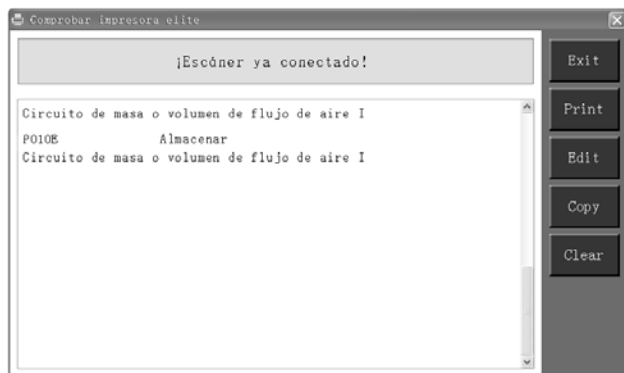 Comprobar impresora elite
¡Escáner ya conectado!
Exit
Print
Edit
Copy
Clear
Circuito de masa o volumen de flujo de aire I
P010E Almacenar
Circuito de masa o volumen de flujo de aire I